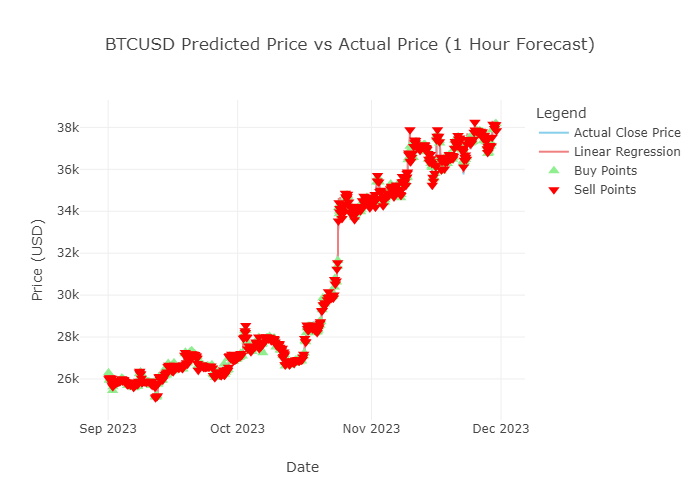 BTCUSD Predicted Price vs Actual Price (1 Hour Forecast)
Legend
Actual Close Price
Linear Regression
Buy Points
Sell Points
Price (USD)
38k
36k
34k
32k
30k
28k
26k
Sep 2023
Oct 2023
Nov 2023
Dec 2023
Date